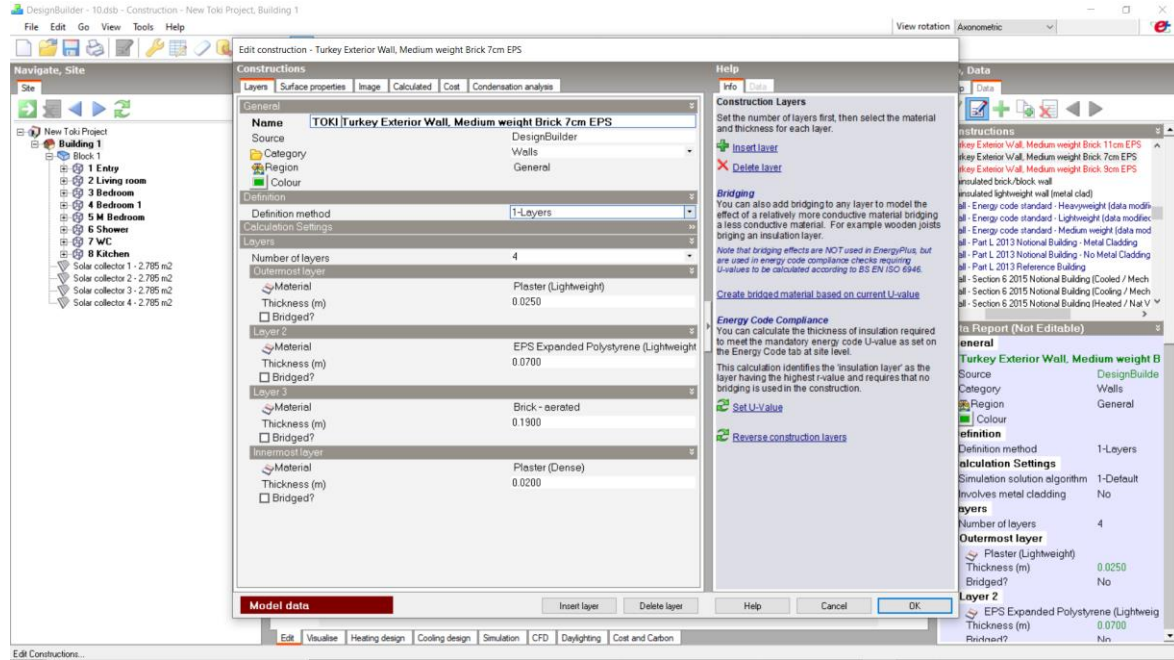 DesignBuilder - 10.dsb - Construction - New Toki Project, Building 1
File Edit Go View Tools Help
View rotation Axonometric
Navigate, Site
Site
New Toki Project
Building 1
Block 1
1 Entry
2 Living room
3 Bedroom
4 Bedroom 1
5 M Bedroom
6 Shower
7 WC
8 Kitchen
Solar collector 1 - 2.785 m2
Solar collector 2 - 2.785 m2
Solar collector 3 - 2.785 m2
Solar collector 4 - 2.785 m2
Edit construction - Turkey Exterior Wall, Medium weight Brick 7cm EPS
Constructions
Layers Surface properties Image Calculated Cost Condensation analysis
General
Name TOKI Turkey Exterior Wall, Medium weight Brick 7cm EPS
Source DesignBuilder
Category Walls
Region General
Colour
Definition
Definition method 1-Layers
Calculation Settings
Layers
Number of layers 4
Outermost layer
Material Plaster (Lightweight)
Thickness (m) 0.0250
Bridged?
Layer 2
Material EPS Expanded Polystyrene (Lightweight
Thickness (m) 0.0700
Bridged?
Layer 3
Material Brick - aerated
Thickness (m) 0.1900
Bridged?
Innermost layer
Material Plaster (Dense)
Thickness (m) 0.0200
Bridged?
Model data
Insert layer Delete layer Help Cancel OK
Help
Info Data
Construction Layers
Set the number of layers first, then select the material
and thickness for each layer.
Insert layer
Delete layer
Bridging
You can also add bridging to any layer to model the
effect of a relatively more conductive material bridging
a less conductive material. For example wooden joists
briging an insulation layer.
Note that bridging effects are NOT used in EnergyPlus, but
are used in energy code compliance checks requiring
U-values to be calculated according to BS EN ISO 6946.
Create bridged material based on current U-value
Energy Code Compliance
You can calculate the thickness of insulation required
to meet the mandatory energy code U-value as set on
the Energy Code tab at site level.
This calculation identifies the 'insulation layer' as the
layer having the highest r-value and requires that no
bridging is used in the construction.
Set U-Value
Reverse construction layers
, Data
p Data
nstructions
rkey Exterior Wall, Medium weight Brick 11cm EPS
rkey Exterior Wall, Medium weight Brick 7cm EPS
rkey Exterior Wall, Medium weight Brick 9cm EPS
insulated brick/block wall
insulated lightweight wall (metal clad)
all - Energy code standard - Heavyweight (data modifi
all - Energy code standard - Lightweight (data modified
all - Energy code standard - Medium weight (data mod
all - Part L 2013 Notional Building - Metal Cladding
all - Part L 2013 Notional Building - No Metal Cladding
all - Part L 2013 Reference Building
all - Section 6 2015 Notional Building (Cooled / Mech
all - Section 6 2015 Notional Building (Cooling / Mech
all - Section 6 2015 Notional Building (Heated / Nat V
ta Report (Not Editable)
eneral
Turkey Exterior Wall, Medium weight B
Source DesignBuilde
Category Walls
Region General
Colour
efinition
Definition method 1-Layers
alculation Settings
Simulation solution algorithm 1-Default
Involves metal cladding No
ayers
Number of layers 4
Outermost layer
Plaster (Lightweight)
Thickness (m) 0.0250
Bridged? No
Layer 2
EPS Expanded Polystyrene (Lightweig
Thickness (m) 0.0700
Bridged? No
Edit Visualise Heating design Cooling design Simulation CFD Daylighting Cost and Carbon
Edit Constructions...